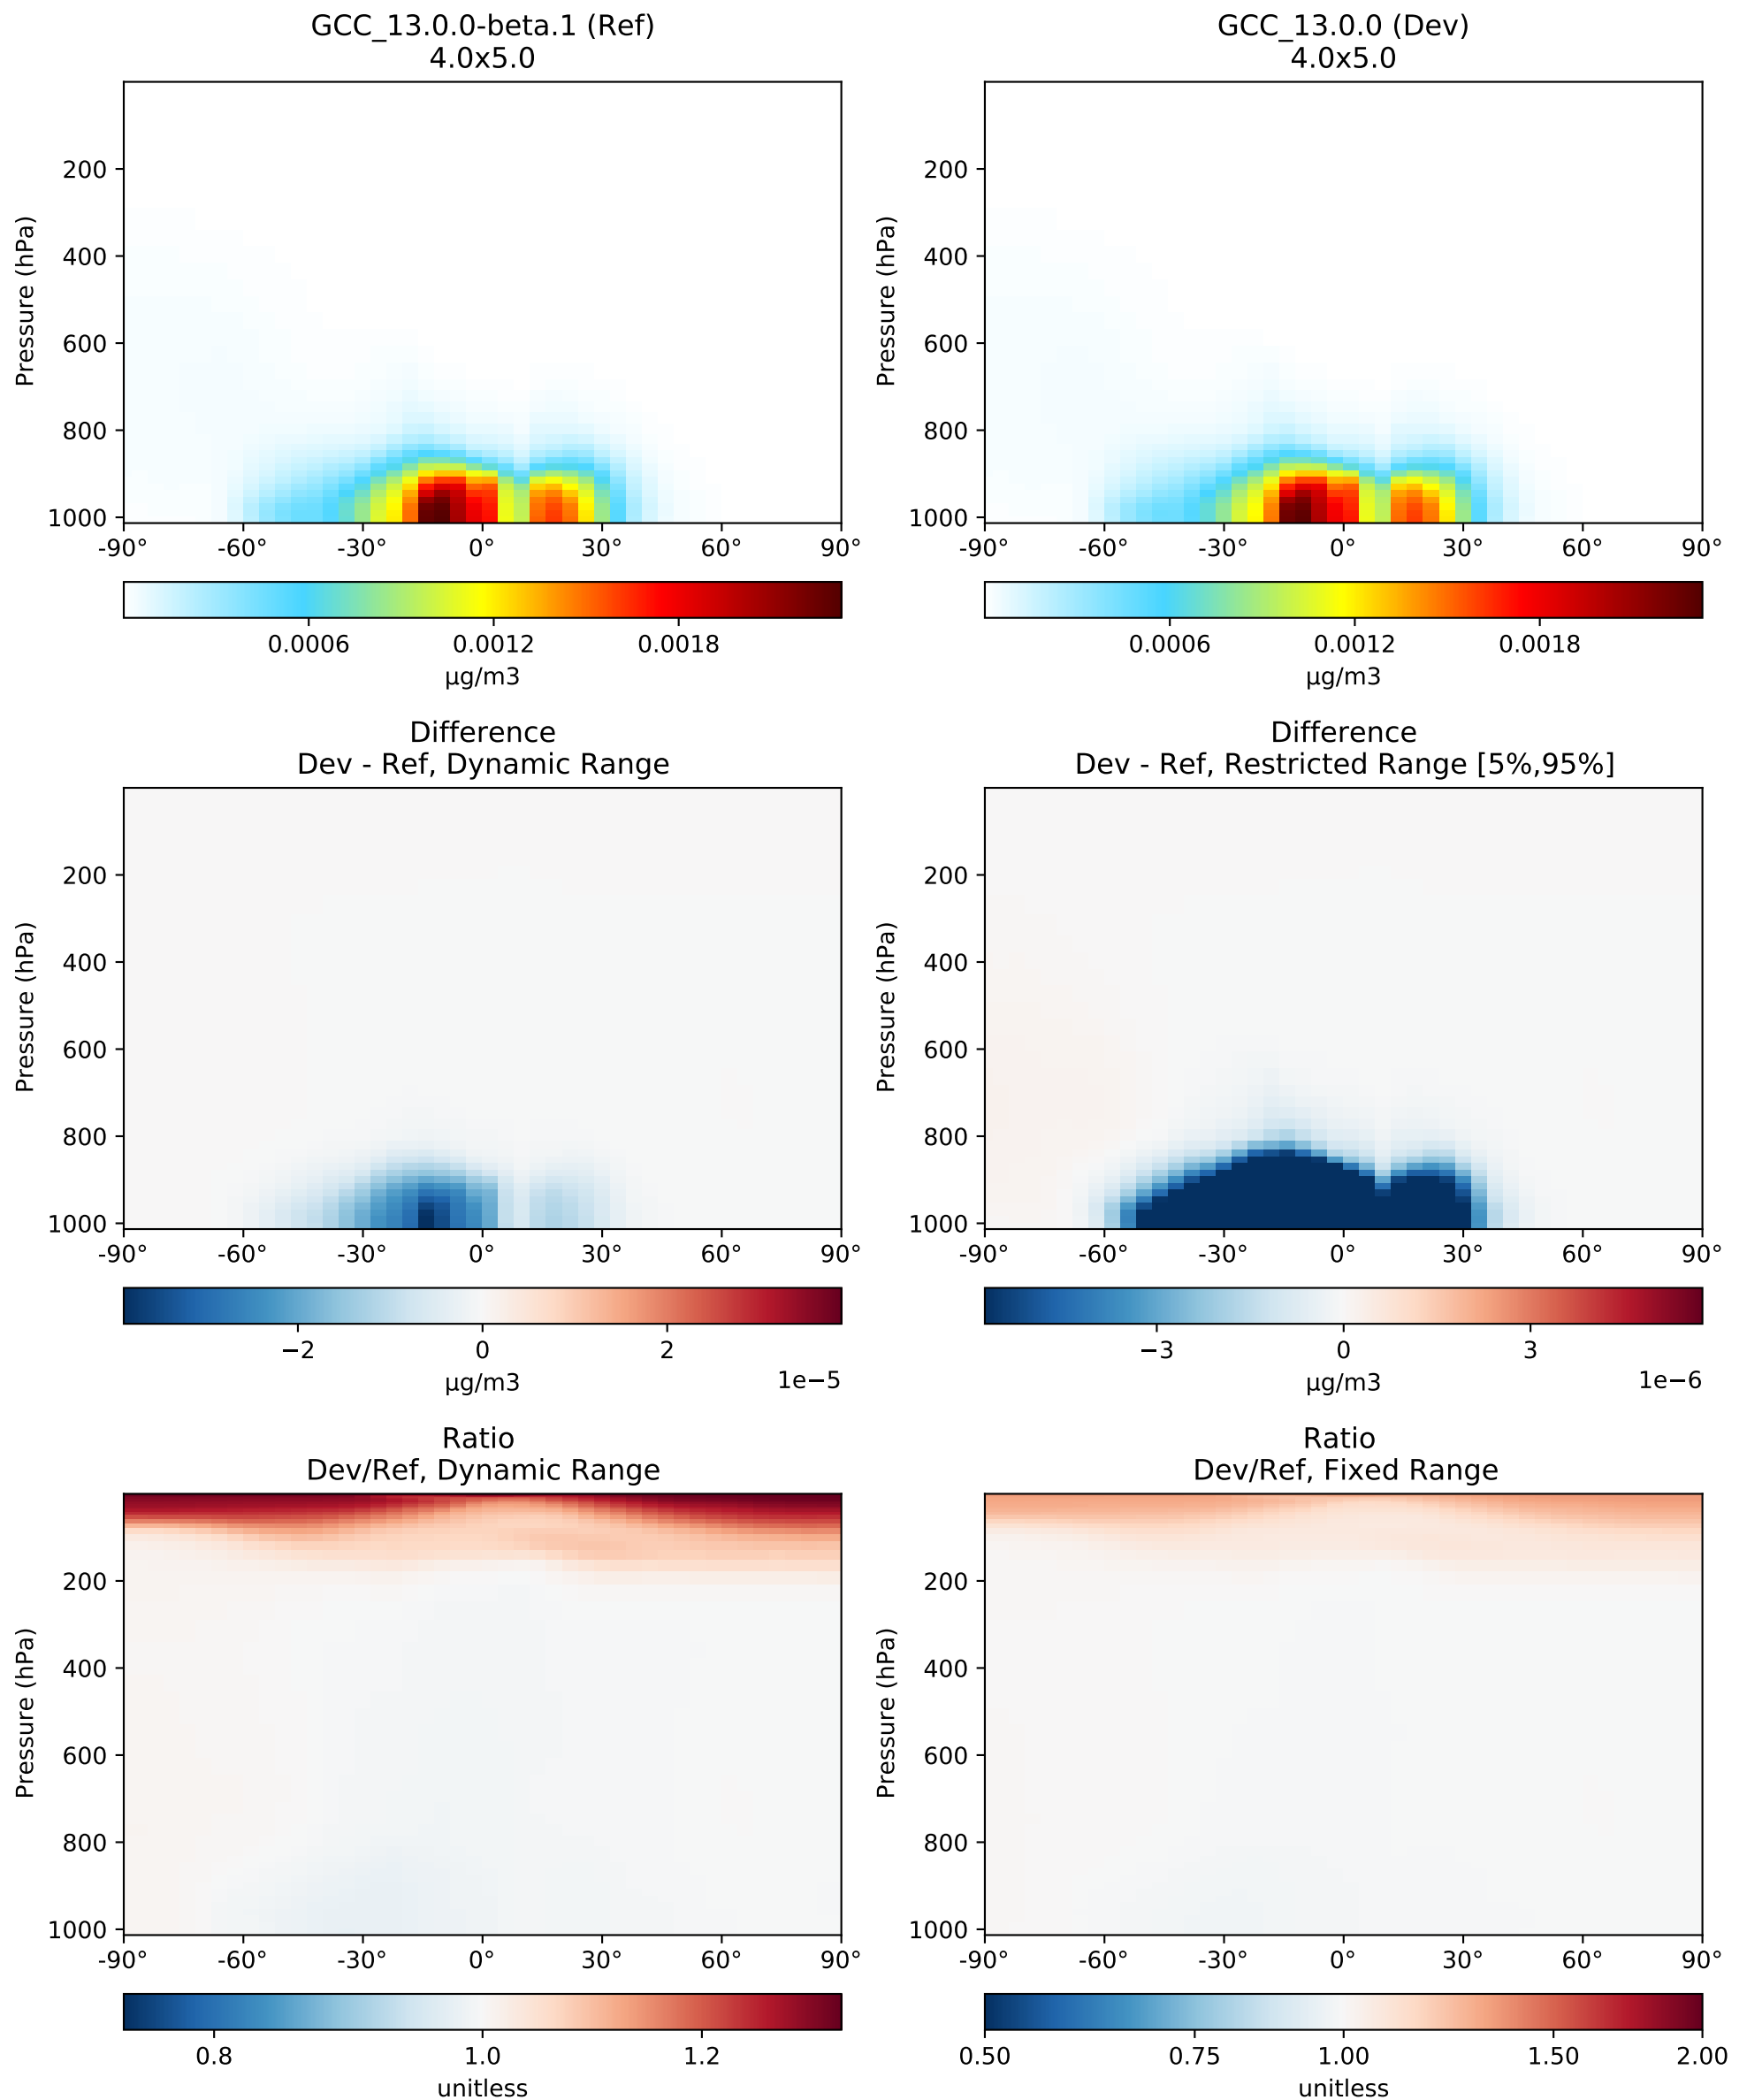 GCC_13.0.0-beta.1 (Ref)
4.0x5.0
Pressure (hPa)
200
400
600
800
1000
-90° -60° -30° 0° 30° 60° 90°
0.0006 0.0012 0.0018
μg/m3
GCC_13.0.0 (Dev)
4.0x5.0
Pressure (hPa)
200
400
600
800
1000
-90° -60° -30° 0° 30° 60° 90°
0.0006 0.0012 0.0018
μg/m3
Difference
Dev - Ref, Dynamic Range
Pressure (hPa)
200
400
600
800
1000
-90° -60° -30° 0° 30° 60° 90°
−2 0 2
μg/m3 1e−5
Difference
Dev - Ref, Restricted Range [5%,95%]
Pressure (hPa)
200
400
600
800
1000
-90° -60° -30° 0° 30° 60° 90°
−3 0 3
μg/m3 1e−6
Ratio
Dev/Ref, Dynamic Range
Pressure (hPa)
200
400
600
800
1000
-90° -60° -30° 0° 30° 60° 90°
0.8 1.0 1.2
unitless
Ratio
Dev/Ref, Fixed Range
Pressure (hPa)
200
400
600
800
1000
-90° -60° -30° 0° 30° 60° 90°
0.50 0.75 1.00 1.50 2.00
unitless